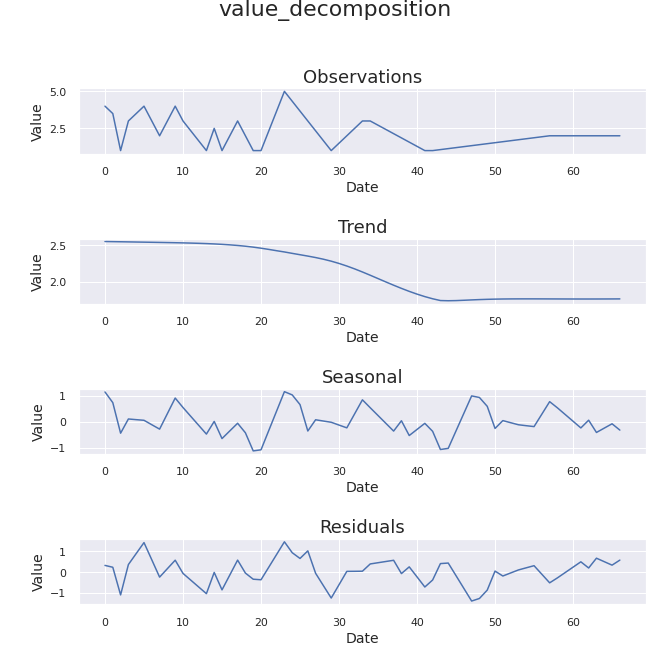 value_decomposition
Observations
5.0
2.5
Value
0 10 20 30 40 50 60
Date
Trend
2.5
2.0
Value
0 10 20 30 40 50 60
Date
Seasonal
1
0
−1
Value
0 10 20 30 40 50 60
Date
Residuals
1
0
−1
Value
0 10 20 30 40 50 60
Date